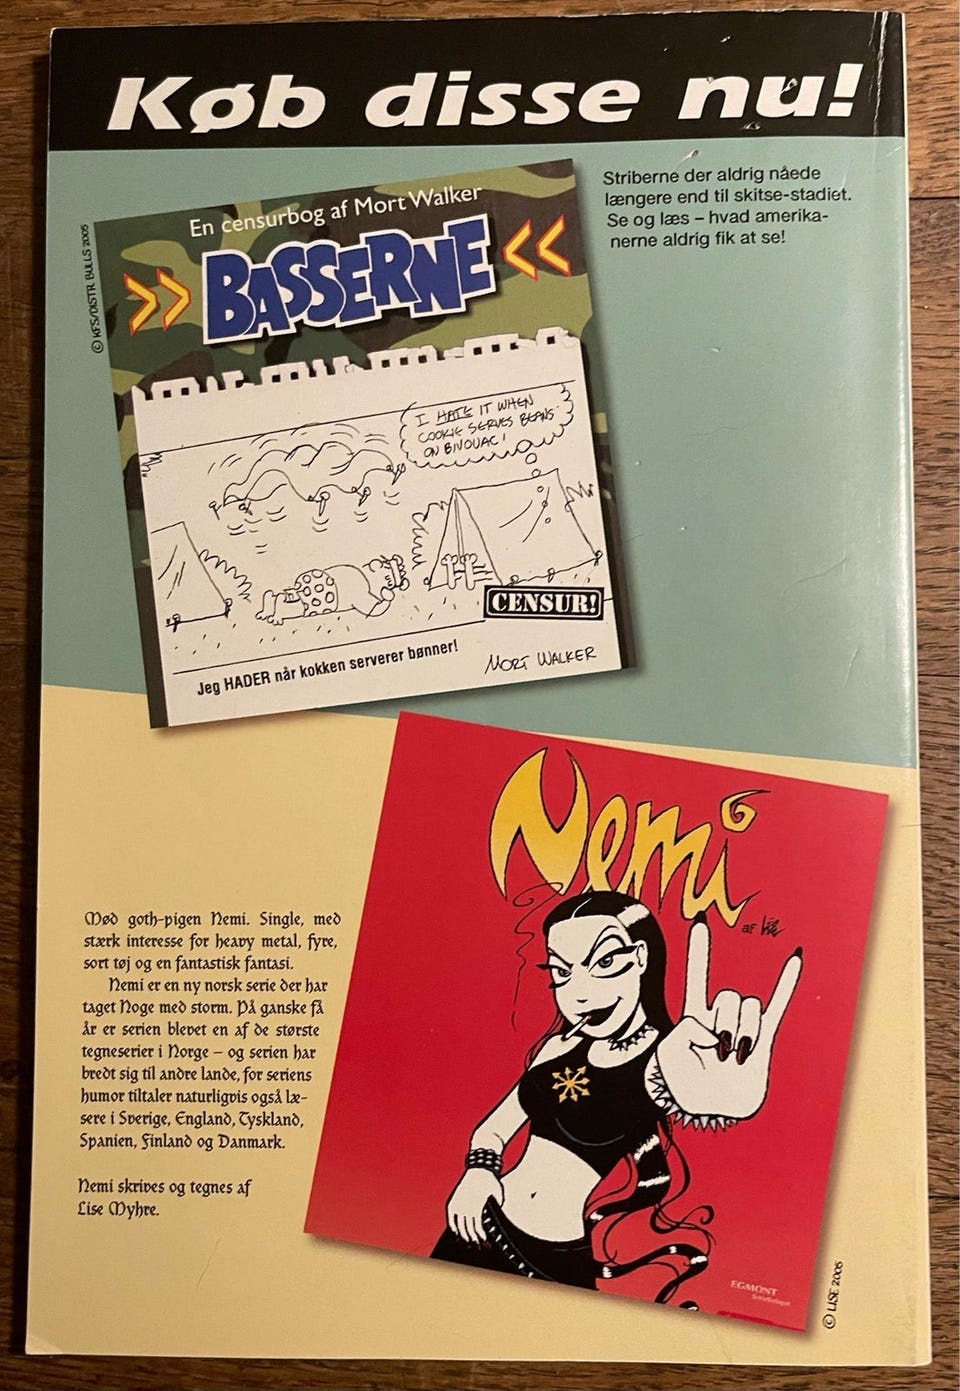 Køb disse nu!
Striberne der aldrig nåede
længere end til skitse-stadiet.
Se og læs – hvad amerika-
nerne aldrig fik at se!
© KFS/DISTR. BULLS 2005
En censurbog af Mort Walker
>> BASSERNE <<
I HATE IT WHEN
COOKIE SERVES BEANS
ON BIVOUAC!
CENSUR!
Jeg HADER når kokken serverer bønner!
MORT WALKER
Nemi
AF Lise
Mød goth-pigen Nemi. Single, med
stærk interesse for heavy metal, fyre,
sort tøj og en fantastisk fantasi.
Nemi er en ny norsk serie der har
taget Noge med storm. På ganske få
år er serien blevet en af de største
tegneserier i Norge – og serien har
bredt sig til andre lande, for seriens
humor tiltaler naturligvis også læ-
sere i Sverige, England, Tyskland,
Spanien, Finland og Danmark.
Nemi skrives og tegnes af
Lise Myhre.
EGMONT
Serieforlaget
© LISE 2005